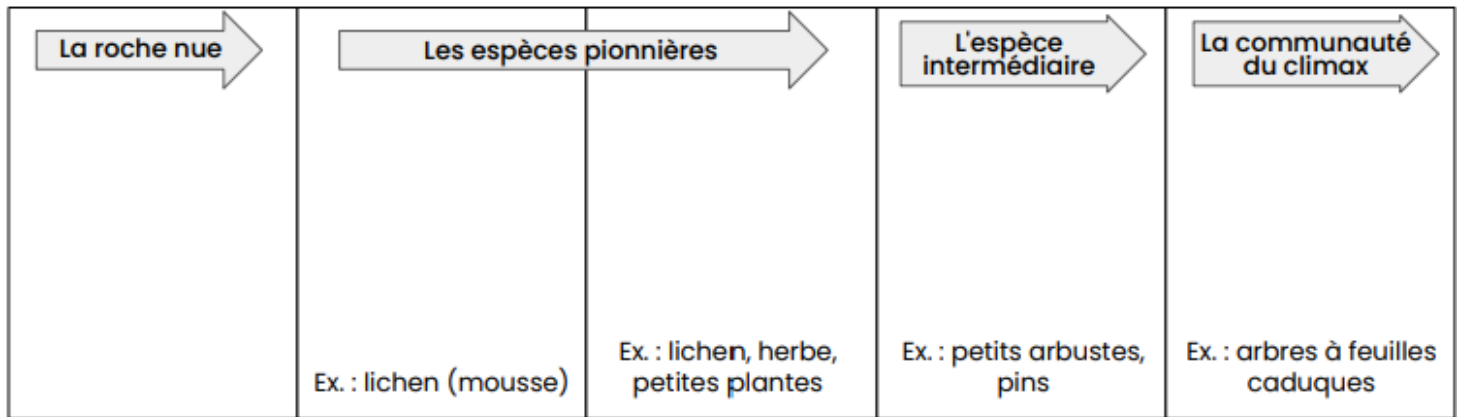 La roche nue
Les espèces pionnières
L'espèce
intermédiaire
La communauté
du climax
Ex. : lichen (mousse)
Ex. : lichen, herbe,
petites plantes
Ex. : petits arbustes,
pins
Ex. : arbres à feuilles
caduques